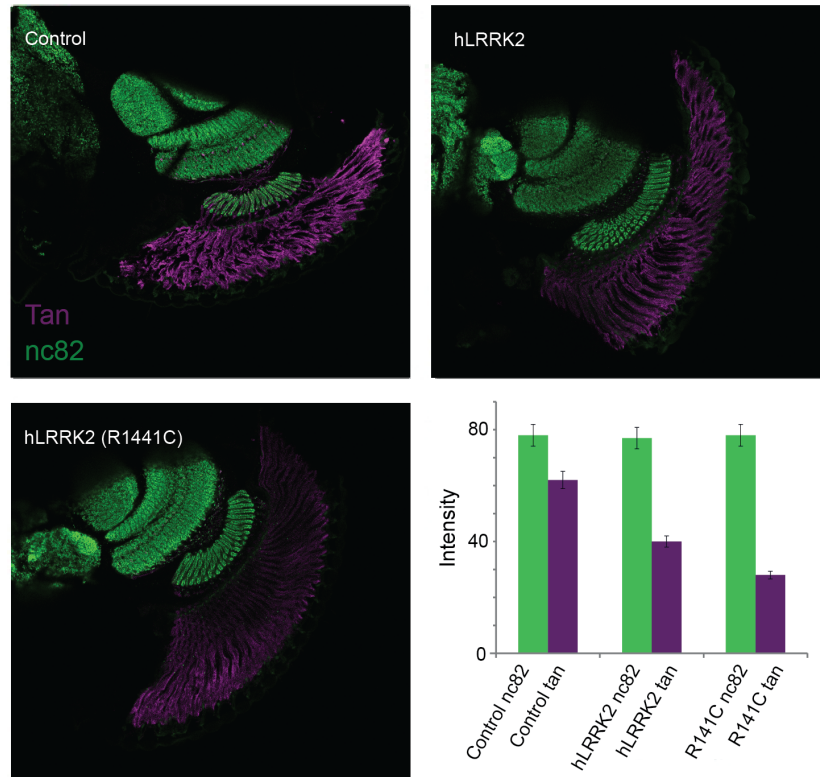 Control
Tan
nc82
hLRRK2
hLRRK2 (R1441C)
Intensity
80
40
0
Control nc82
Control tan
hLRRK2 nc82
hLRRK2 tan
R141C nc82
R141C tan